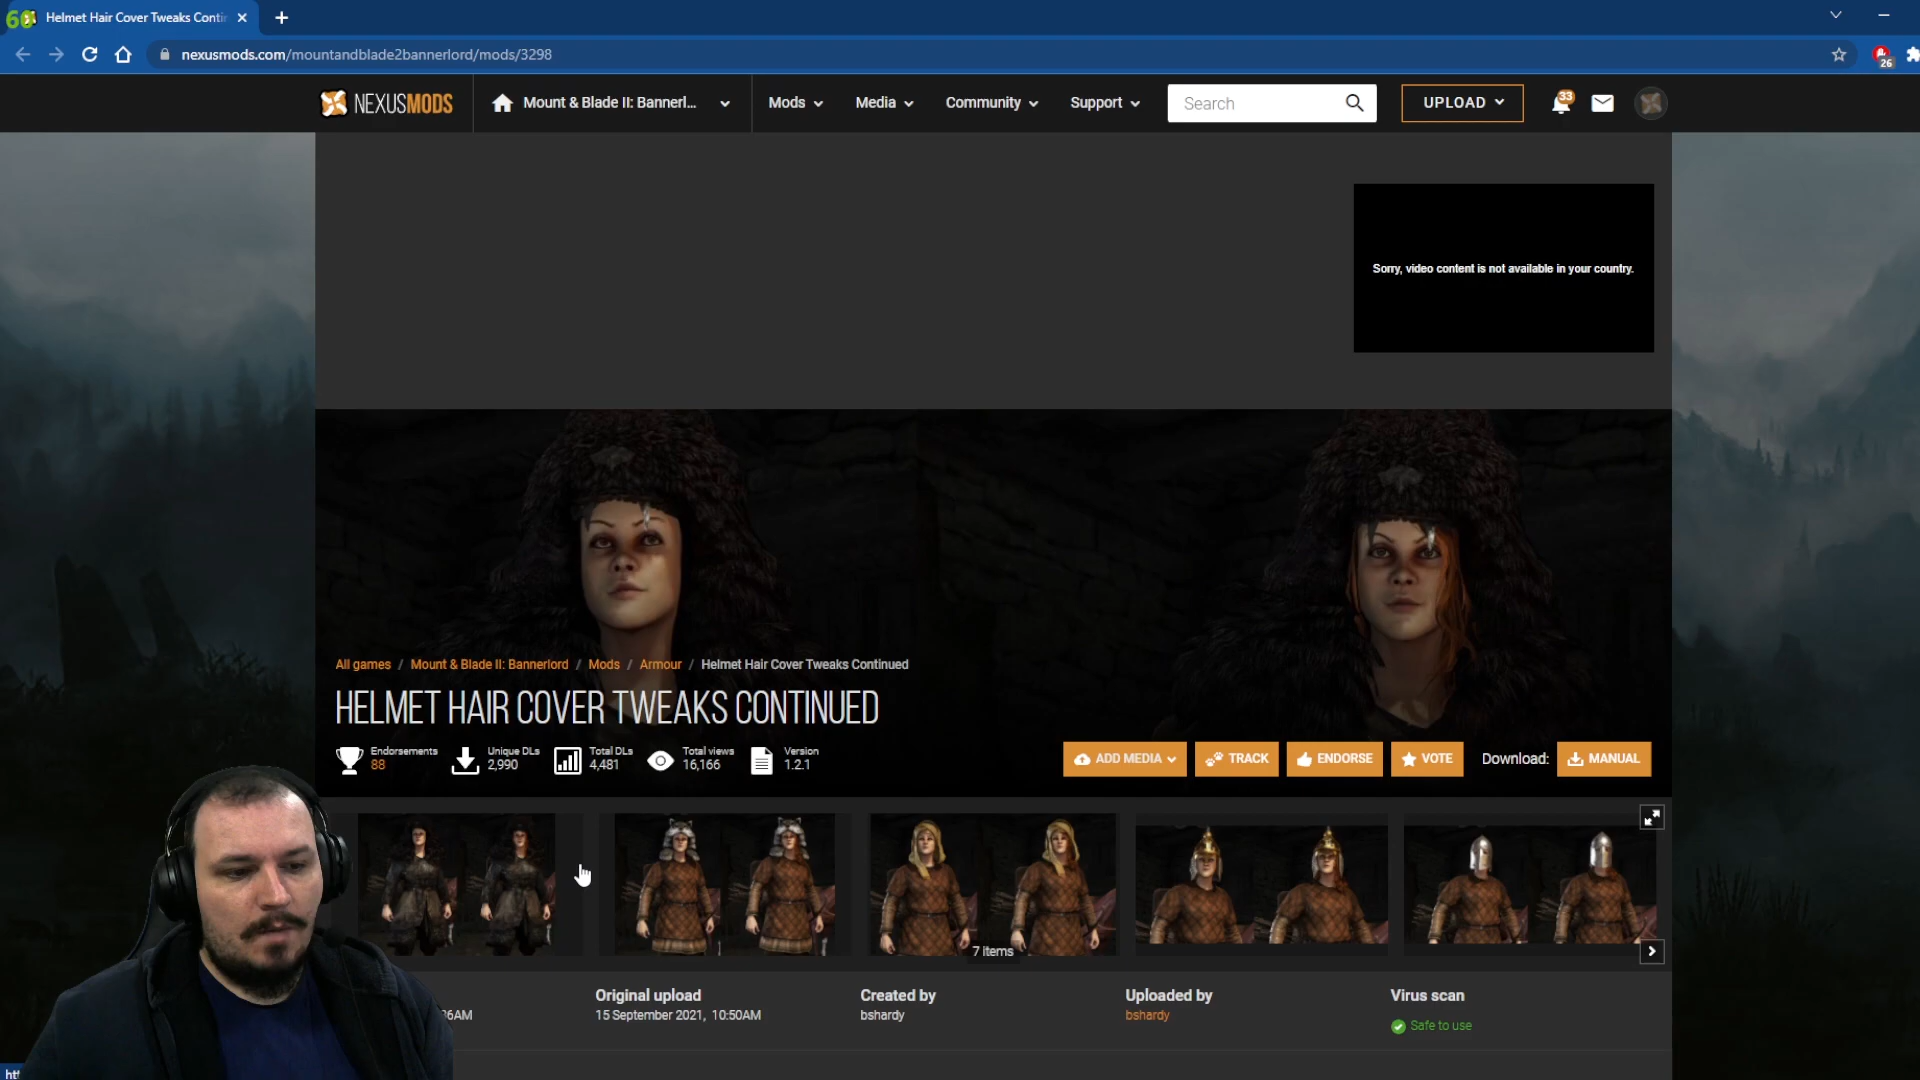 60
Helmet Hair Cover Tweaks Conti
nexusmods.com/mountandblade2bannerlord/mods/3298
26
NEXUSMODS
Mount & Blade II: Bannerl...
Mods
Media
Community
Support
Search
UPLOAD
33
Sorry, video content is not available in your country.
All games / Mount & Blade II: Bannerlord / Mods / Armour / Helmet Hair Cover Tweaks Continued
HELMET HAIR COVER TWEAKS CONTINUED
Endorsements
88
Unique DLs
2,990
Total DLs
4,481
Total views
16,166
Version
1.2.1
ADD MEDIA
TRACK
ENDORSE
VOTE
Download:
MANUAL
7 items
6AM
Original upload
15 September 2021, 10:50AM
Created by
bshardy
Uploaded by
bshardy
Virus scan
Safe to use